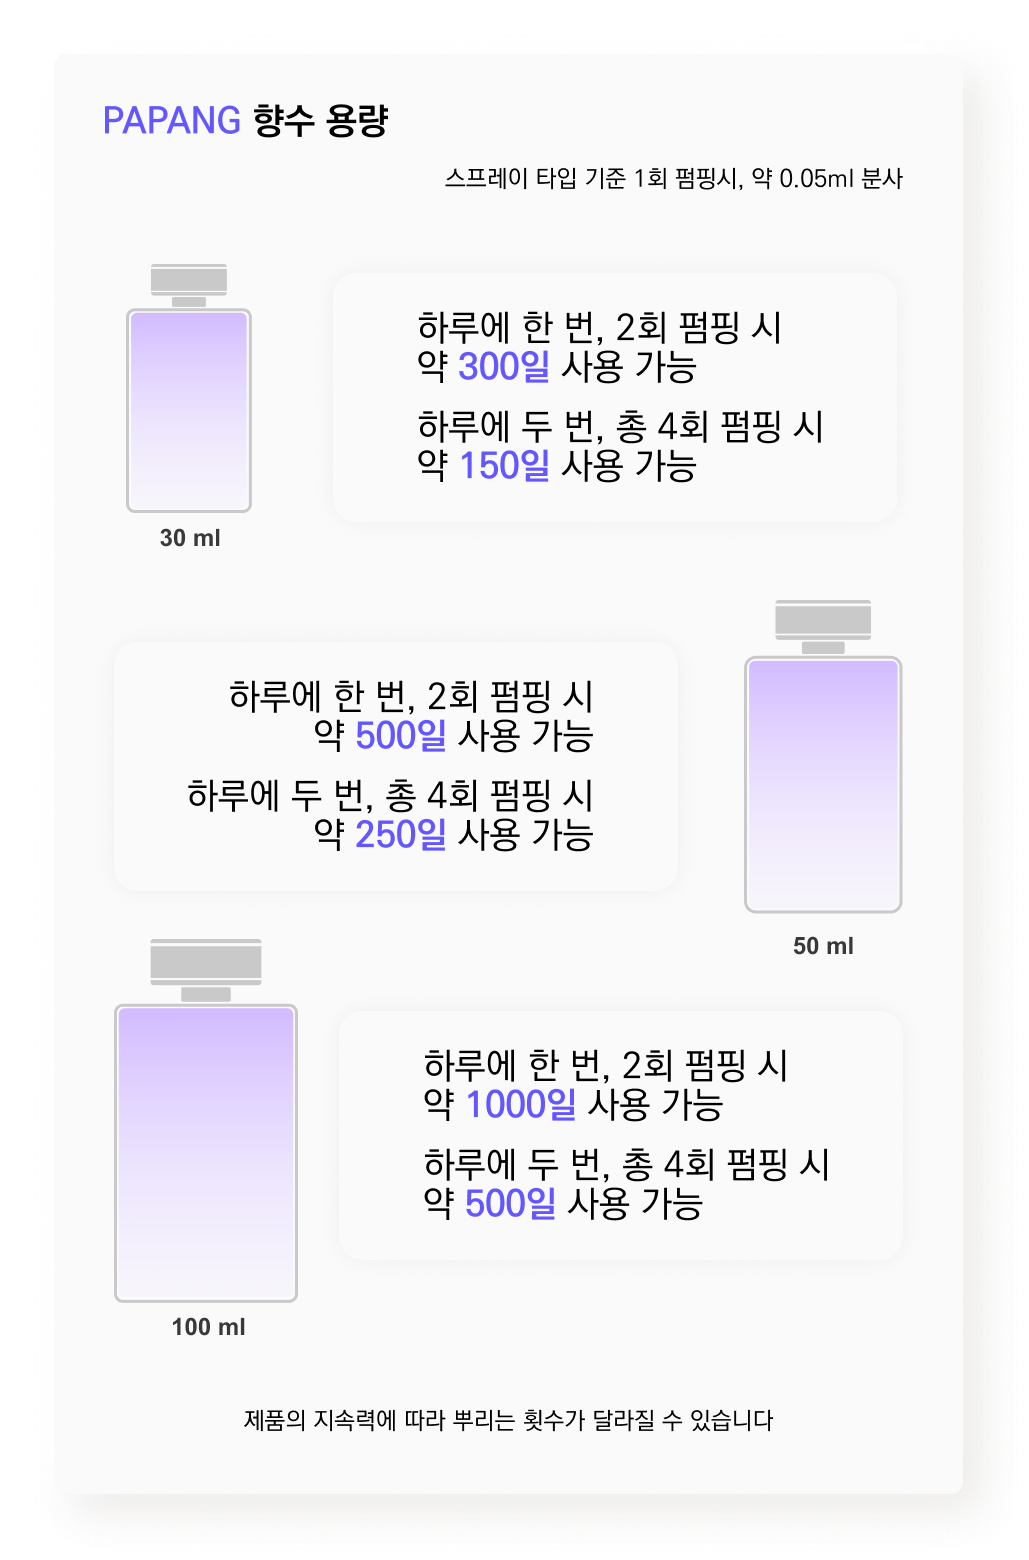 PAPANG 향수 용량
스프레이 타입 기준 1회 펌핑시, 약 0.05ml 분사
하루에 한 번, 2회 펌핑 시
약 300일 사용 가능
하루에 두 번, 총 4회 펌핑 시
약 150일 사용 가능
30 ml
하루에 한 번, 2회 펌핑 시
약 500일 사용 가능
하루에 두 번, 총 4회 펌핑 시
약 250일 사용 가능
50 ml
하루에 한 번, 2회 펌핑 시
약 1000일 사용 가능
하루에 두 번, 총 4회 펌핑 시
약 500일 사용 가능
100 ml
제품의 지속력에 따라 뿌리는 횟수가 달라질 수 있습니다